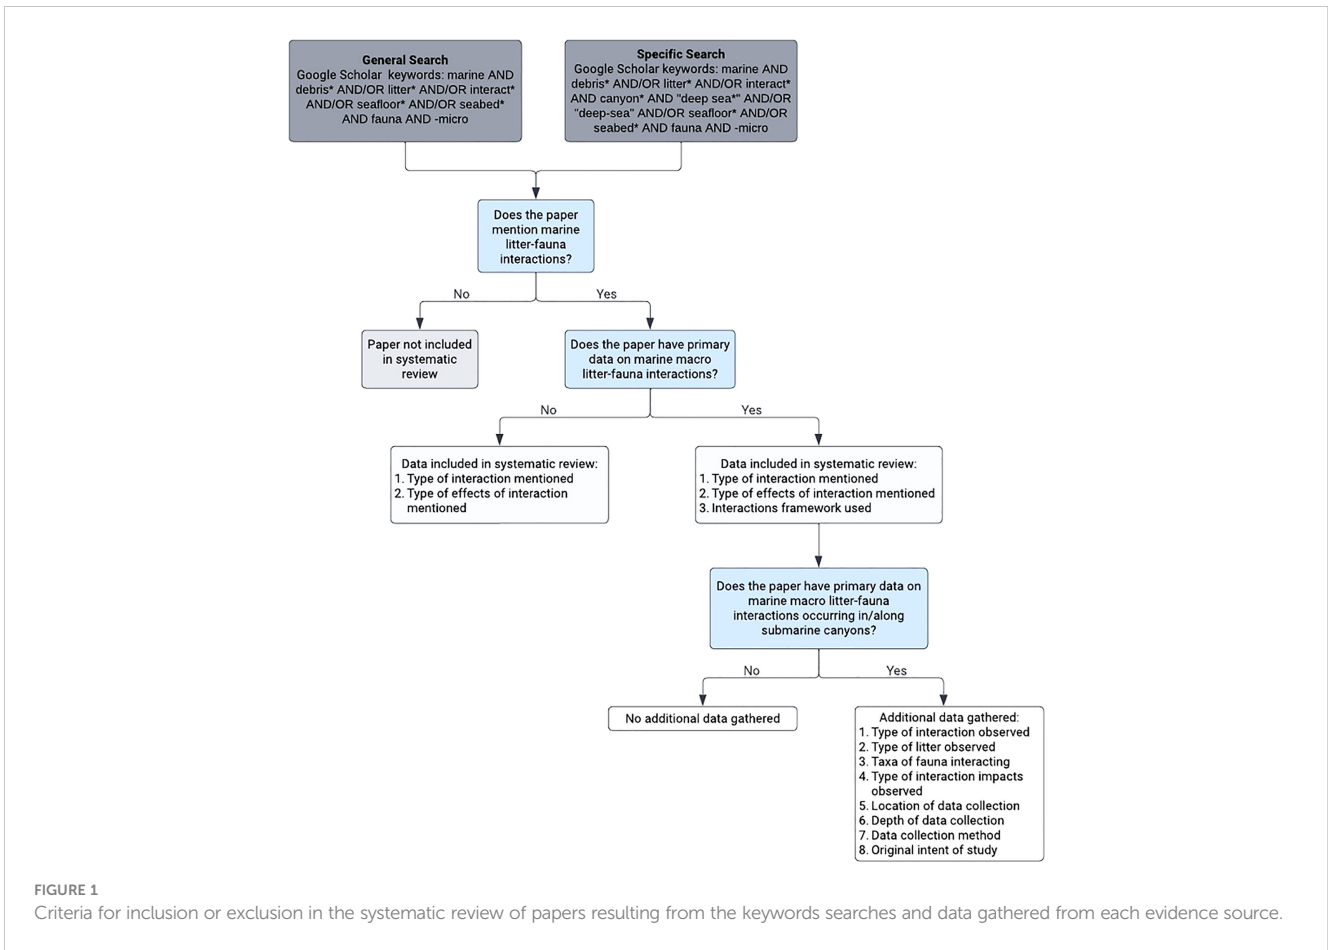 General Search
Google Scholar keywords: marine AND
debris* AND/OR litter* AND/OR interact*
AND/OR seafloor* AND/OR seabed*
AND fauna AND -micro
Specific Search
Google Scholar keywords: marine AND
debris* AND/OR litter* AND/OR interact*
AND canyon* AND "deep sea*" AND/OR
"deep-sea" AND/OR seafloor* AND/OR
seabed* AND fauna AND -micro
Does the paper
mention marine
litter-fauna
interactions?
No
Yes
Paper not included
in systematic
review
Does the paper have primary
data on marine macro
litter-fauna interactions?
No
Yes
Data included in systematic review:
1. Type of interaction mentioned
2. Type of effects of interaction
mentioned
Data included in systematic review:
1. Type of interaction mentioned
2. Type of effects of interaction mentioned
3. Interactions framework used
Does the paper have primary data on
marine macro litter-fauna
interactions occurring in/along
submarine canyons?
No
Yes
No additional data gathered
Additional data gathered:
1. Type of interaction observed
2. Type of litter observed
3. Taxa of fauna interacting
4. Type of interaction impacts
observed
5. Location of data collection
6. Depth of data collection
7. Data collection method
8. Original intent of study
FIGURE 1
Criteria for inclusion or exclusion in the systematic review of papers resulting from the keywords searches and data gathered from each evidence source.